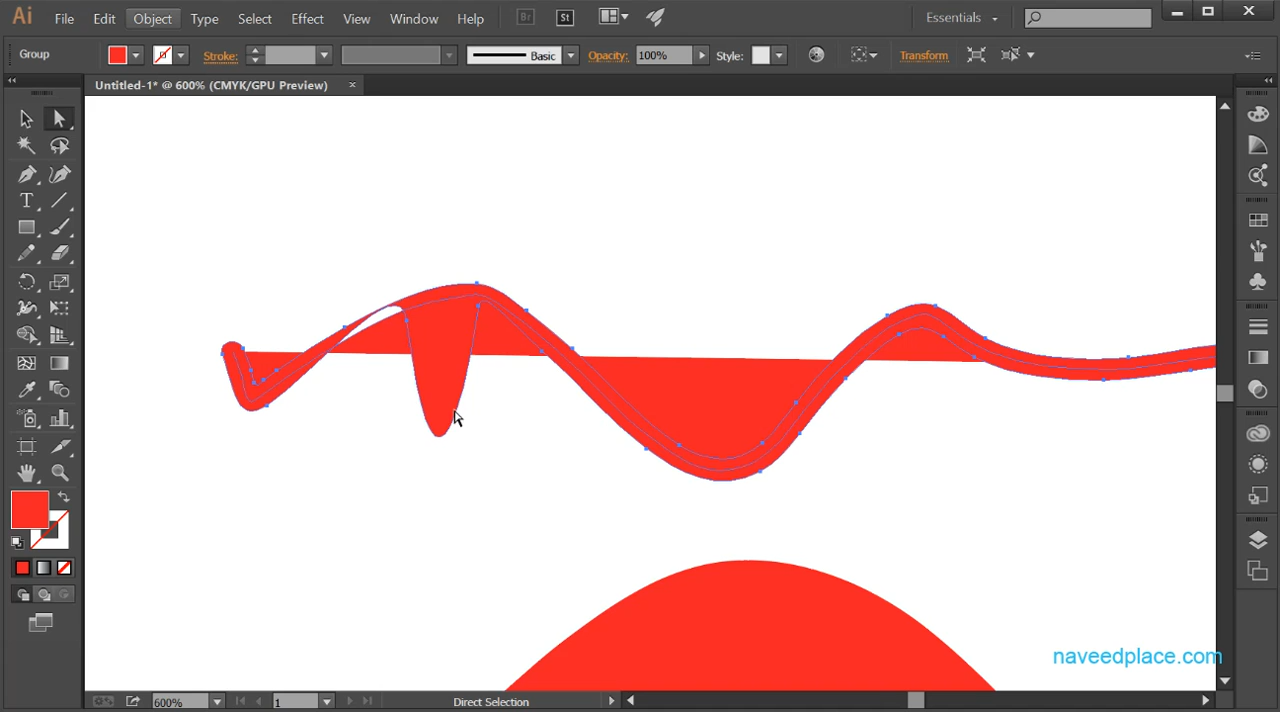 Ai File Edit Object Type Select Effect View Window Help Br St Essentials
Group Stroke: Basic Opacity: 100% Style: Transform
Untitled-1* @ 600% (CMYK/GPU Preview) ×
T
naveedplace.com
600% 1 Direct Selection